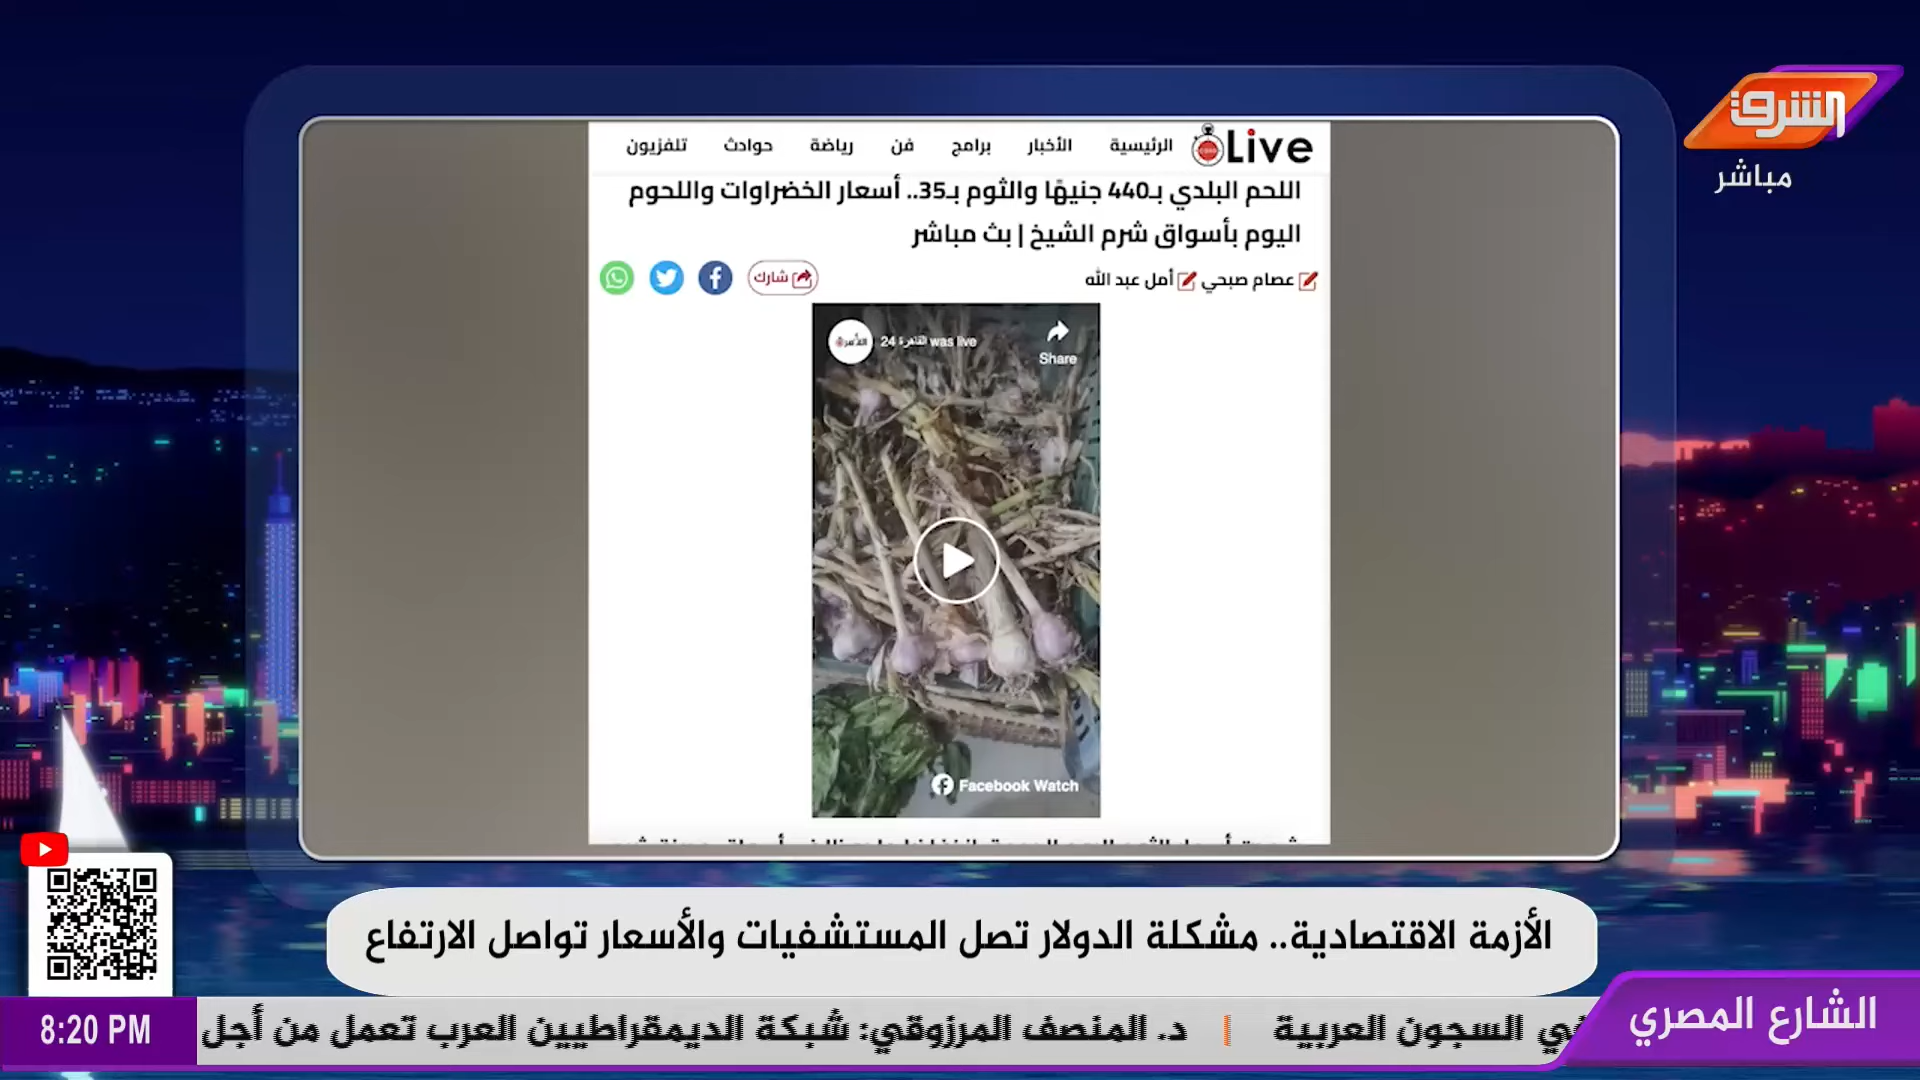 الشرق
مباشر
Live
الرئيسية الأخبار برامج فن رياضة حوادث تلفزيون
اللحم البلدي بـ440 جنيهًا والثوم بـ35.. أسعار الخضراوات واللحوم
اليوم بأسواق شرم الشيخ | بث مباشر
عصام صبحي أمل عبد الله
شارك
القاهرة 24 was live
Share
Facebook Watch
الأزمة الاقتصادية.. مشكلة الدولار تصل المستشفيات والأسعار تواصل الارتفاع
الشارع المصري
في السجون العربية | د. المنصف المرزوقي: شبكة الديمقراطيين العرب تعمل من أجل
8:20 PM